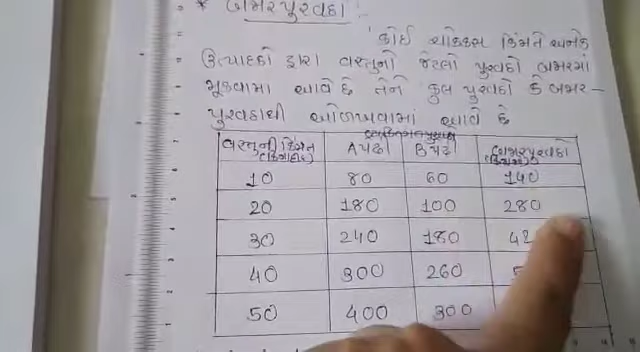 * બજારપુરવઠો :-
કોઈ ચોક્કસ કિંમતે અનેક
ઉત્પાદકો દ્વારા વસ્તુનો જેટલો પુરવઠો બજારમાં
મૂકવામાં આવે છે તેને કુલ પુરવઠો કે બજાર–
પુરવઠાથી ઓળખવામાં આવે છે
વસ્તુની કિંમત A પેઢી B પેઢી બજારપુરવઠો
10 80 60 140
20 180 100 280
30 240 180 42
40 300 260
50 400 300